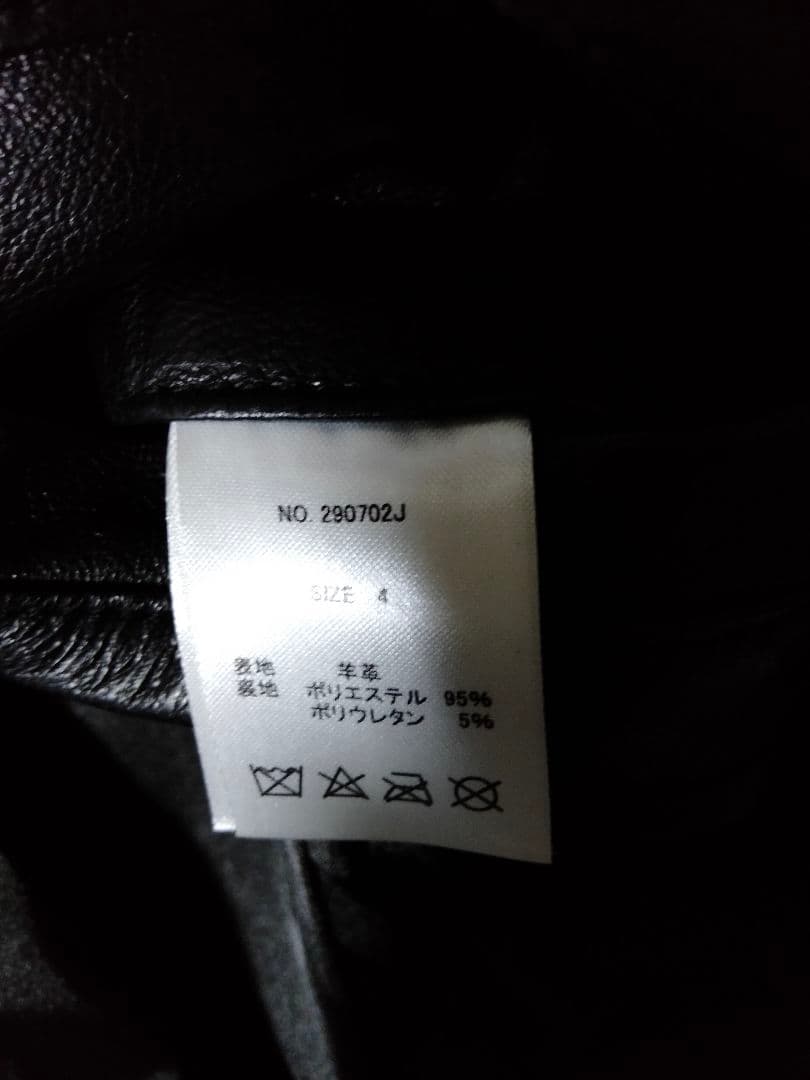 NO. 290702J
SIZE 4
表地 羊革
裏地 ポリエステル 95%
ポリウレタン 5%